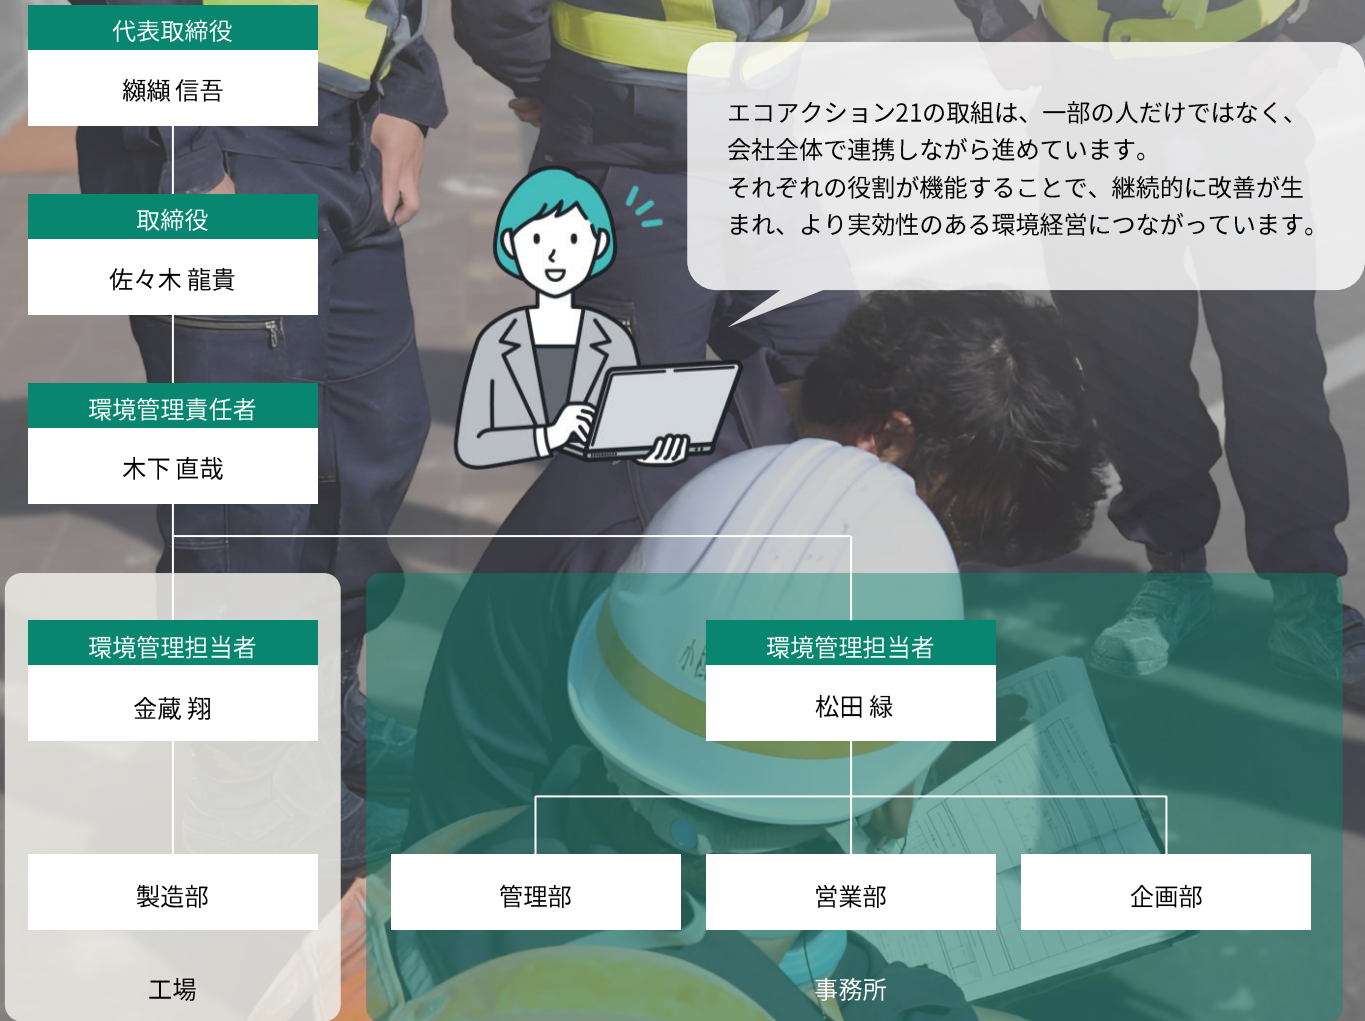 代表取締役
纐纈 信吾
取締役
佐々木 龍貴
環境管理責任者
木下 直哉
エコアクション21の取組は、一部の人だけではなく、
会社全体で連携しながら進めています。
それぞれの役割が機能することで、継続的に改善が生
まれ、より実効性のある環境経営につながっています。
環境管理担当者
金蔵 翔
製造部
工場
環境管理担当者
松田 緑
管理部
営業部
企画部
事務所